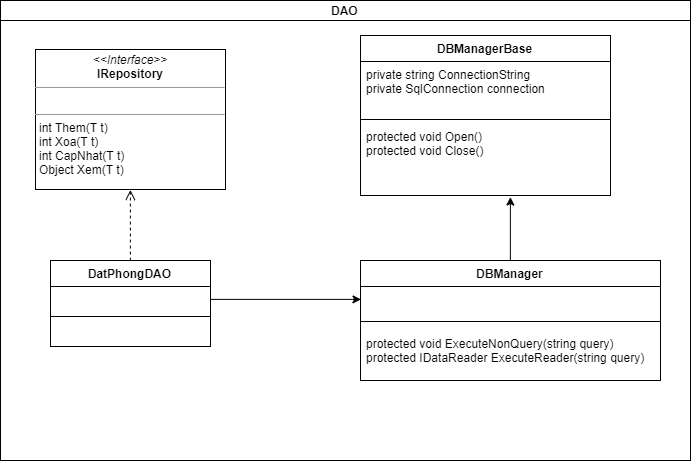 DAO
<<Interface>>
IRepository
int Them(T t)
int Xoa(T t)
int CapNhat(T t)
Object Xem(T t)
DBManagerBase
private string ConnectionString
private SqlConnection connection
protected void Open()
protected void Close()
DatPhongDAO
DBManager
protected void ExecuteNonQuery(string query)
protected IDataReader ExecuteReader(string query)